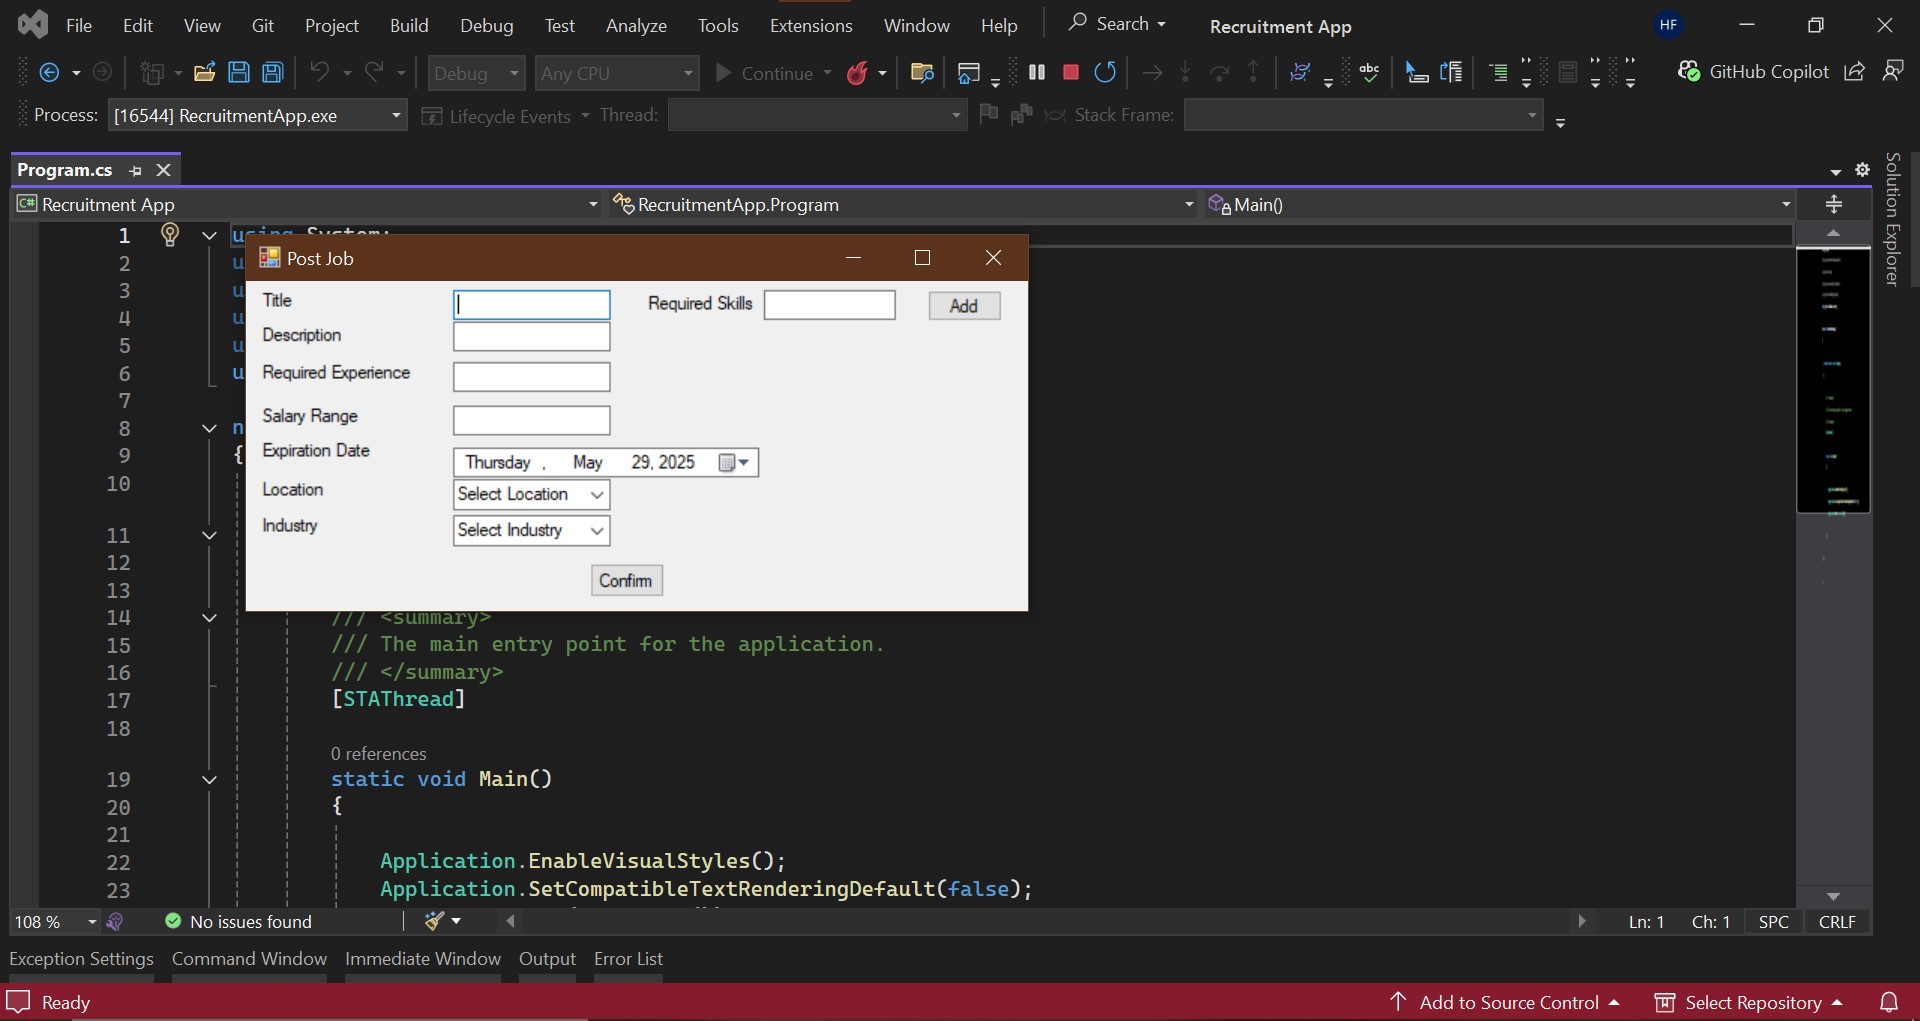 File Edit View Git Project Build Debug Test Analyze Tools Extensions Window Help Search Recruitment App HF
Debug Any CPU Continue abc GitHub Copilot
Process: [16544] RecruitmentApp.exe Lifecycle Events Thread: Stack Frame:
Program.cs
Solution Explorer
C# Recruitment App RecruitmentApp.Program Main()
1 using System;
Post Job
2 u
3 u
4 u
5 u
6 u
7
8 n
9 {
10
11
12
13
Title Required Skills Add
Description
Required Experience
Salary Range
Expiration Date Thursday , May 29, 2025
Location Select Location
Industry Select Industry
Confirm
14 /// <summary>
15 /// The main entry point for the application.
16 /// </summary>
17 [STAThread]
18
0 references
19 static void Main()
20 {
21
22 Application.EnableVisualStyles();
23 Application.SetCompatibleTextRenderingDefault(false);
108 % No issues found Ln: 1 Ch: 1 SPC CRLF
Exception Settings Command Window Immediate Window Output Error List
Ready Add to Source Control Select Repository